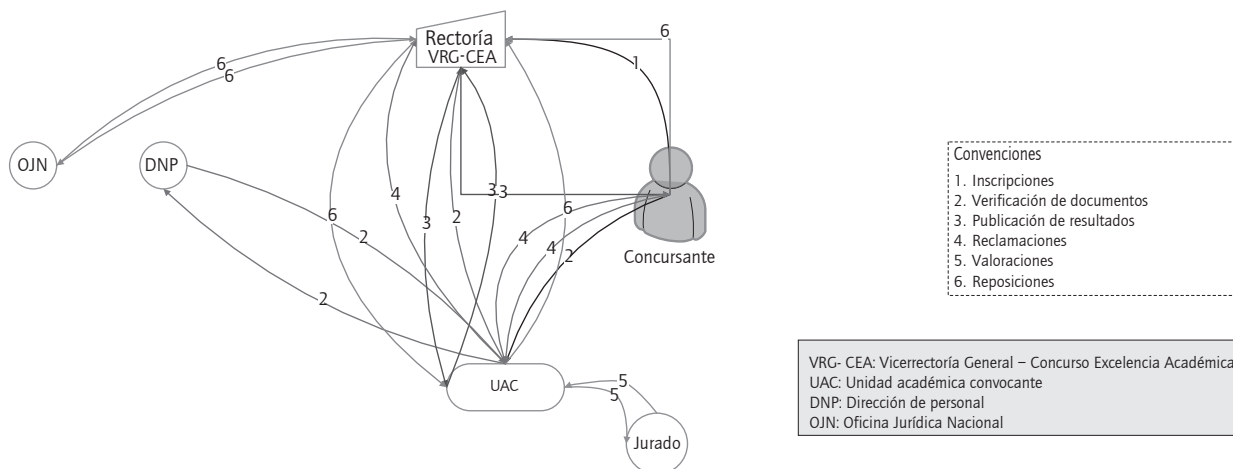 6
Rectoría
VRG-CEA
6
6
1
OJN
DNP
Concursante
4
3
3
6
2
3
2
6
4
4
2
2
UAC
5
5
Jurado
Convenciones
1. Inscripciones
2. Verificación de documentos
3. Publicación de resultados
4. Reclamaciones
5. Valoraciones
6. Reposiciones
VRG- CEA: Vicerrectoría General – Concurso Excelencia Académica
UAC: Unidad académica convocante
DNP: Dirección de personal
OJN: Oficina Jurídica Nacional